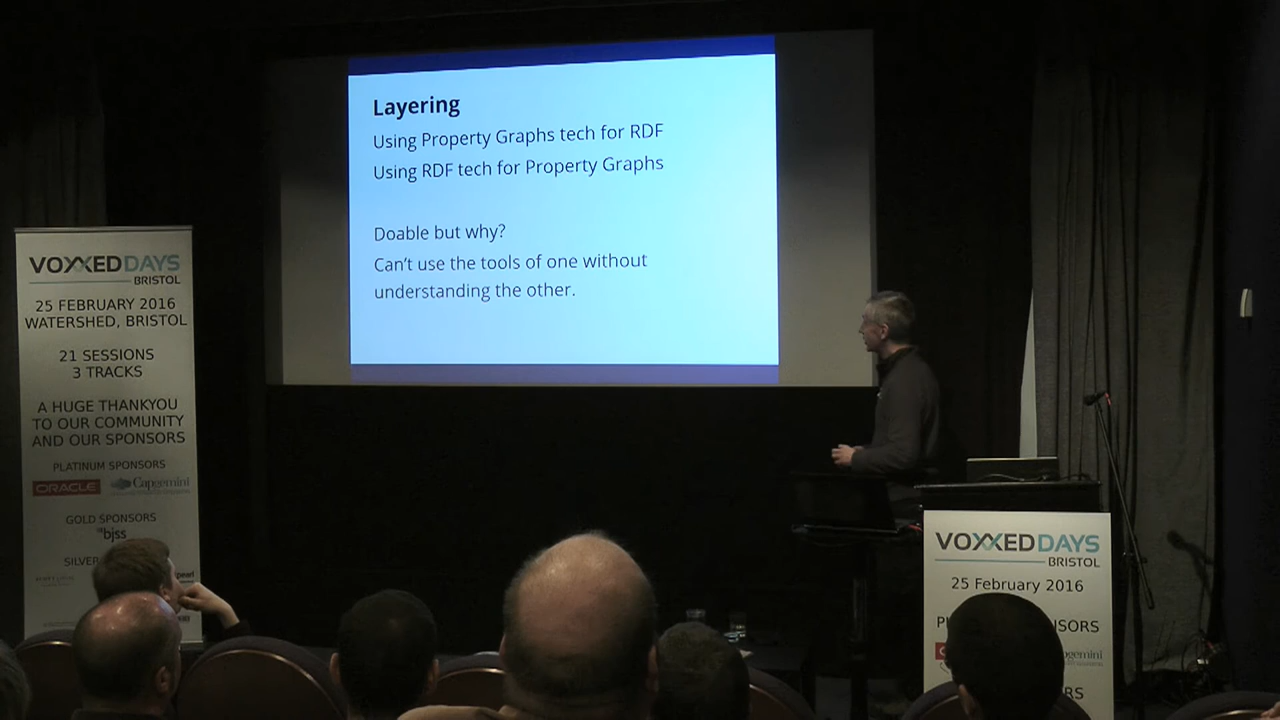 Layering
Using Property Graphs tech for RDF
Using RDF tech for Property Graphs
Doable but why?
Can't use the tools of one without
understanding the other.
VOXXEDDAYS
BRISTOL
25 FEBRUARY 2016
WATERSHED, BRISTOL
21 SESSIONS
3 TRACKS
A HUGE THANKYOU
TO OUR COMMUNITY
AND OUR SPONSORS
PLATINUM SPONSORS
ORACLE Capgemini
GOLD SPONSORS
bjss
SILVER
VOXXEDDAYS
BRISTOL
25 February 2016